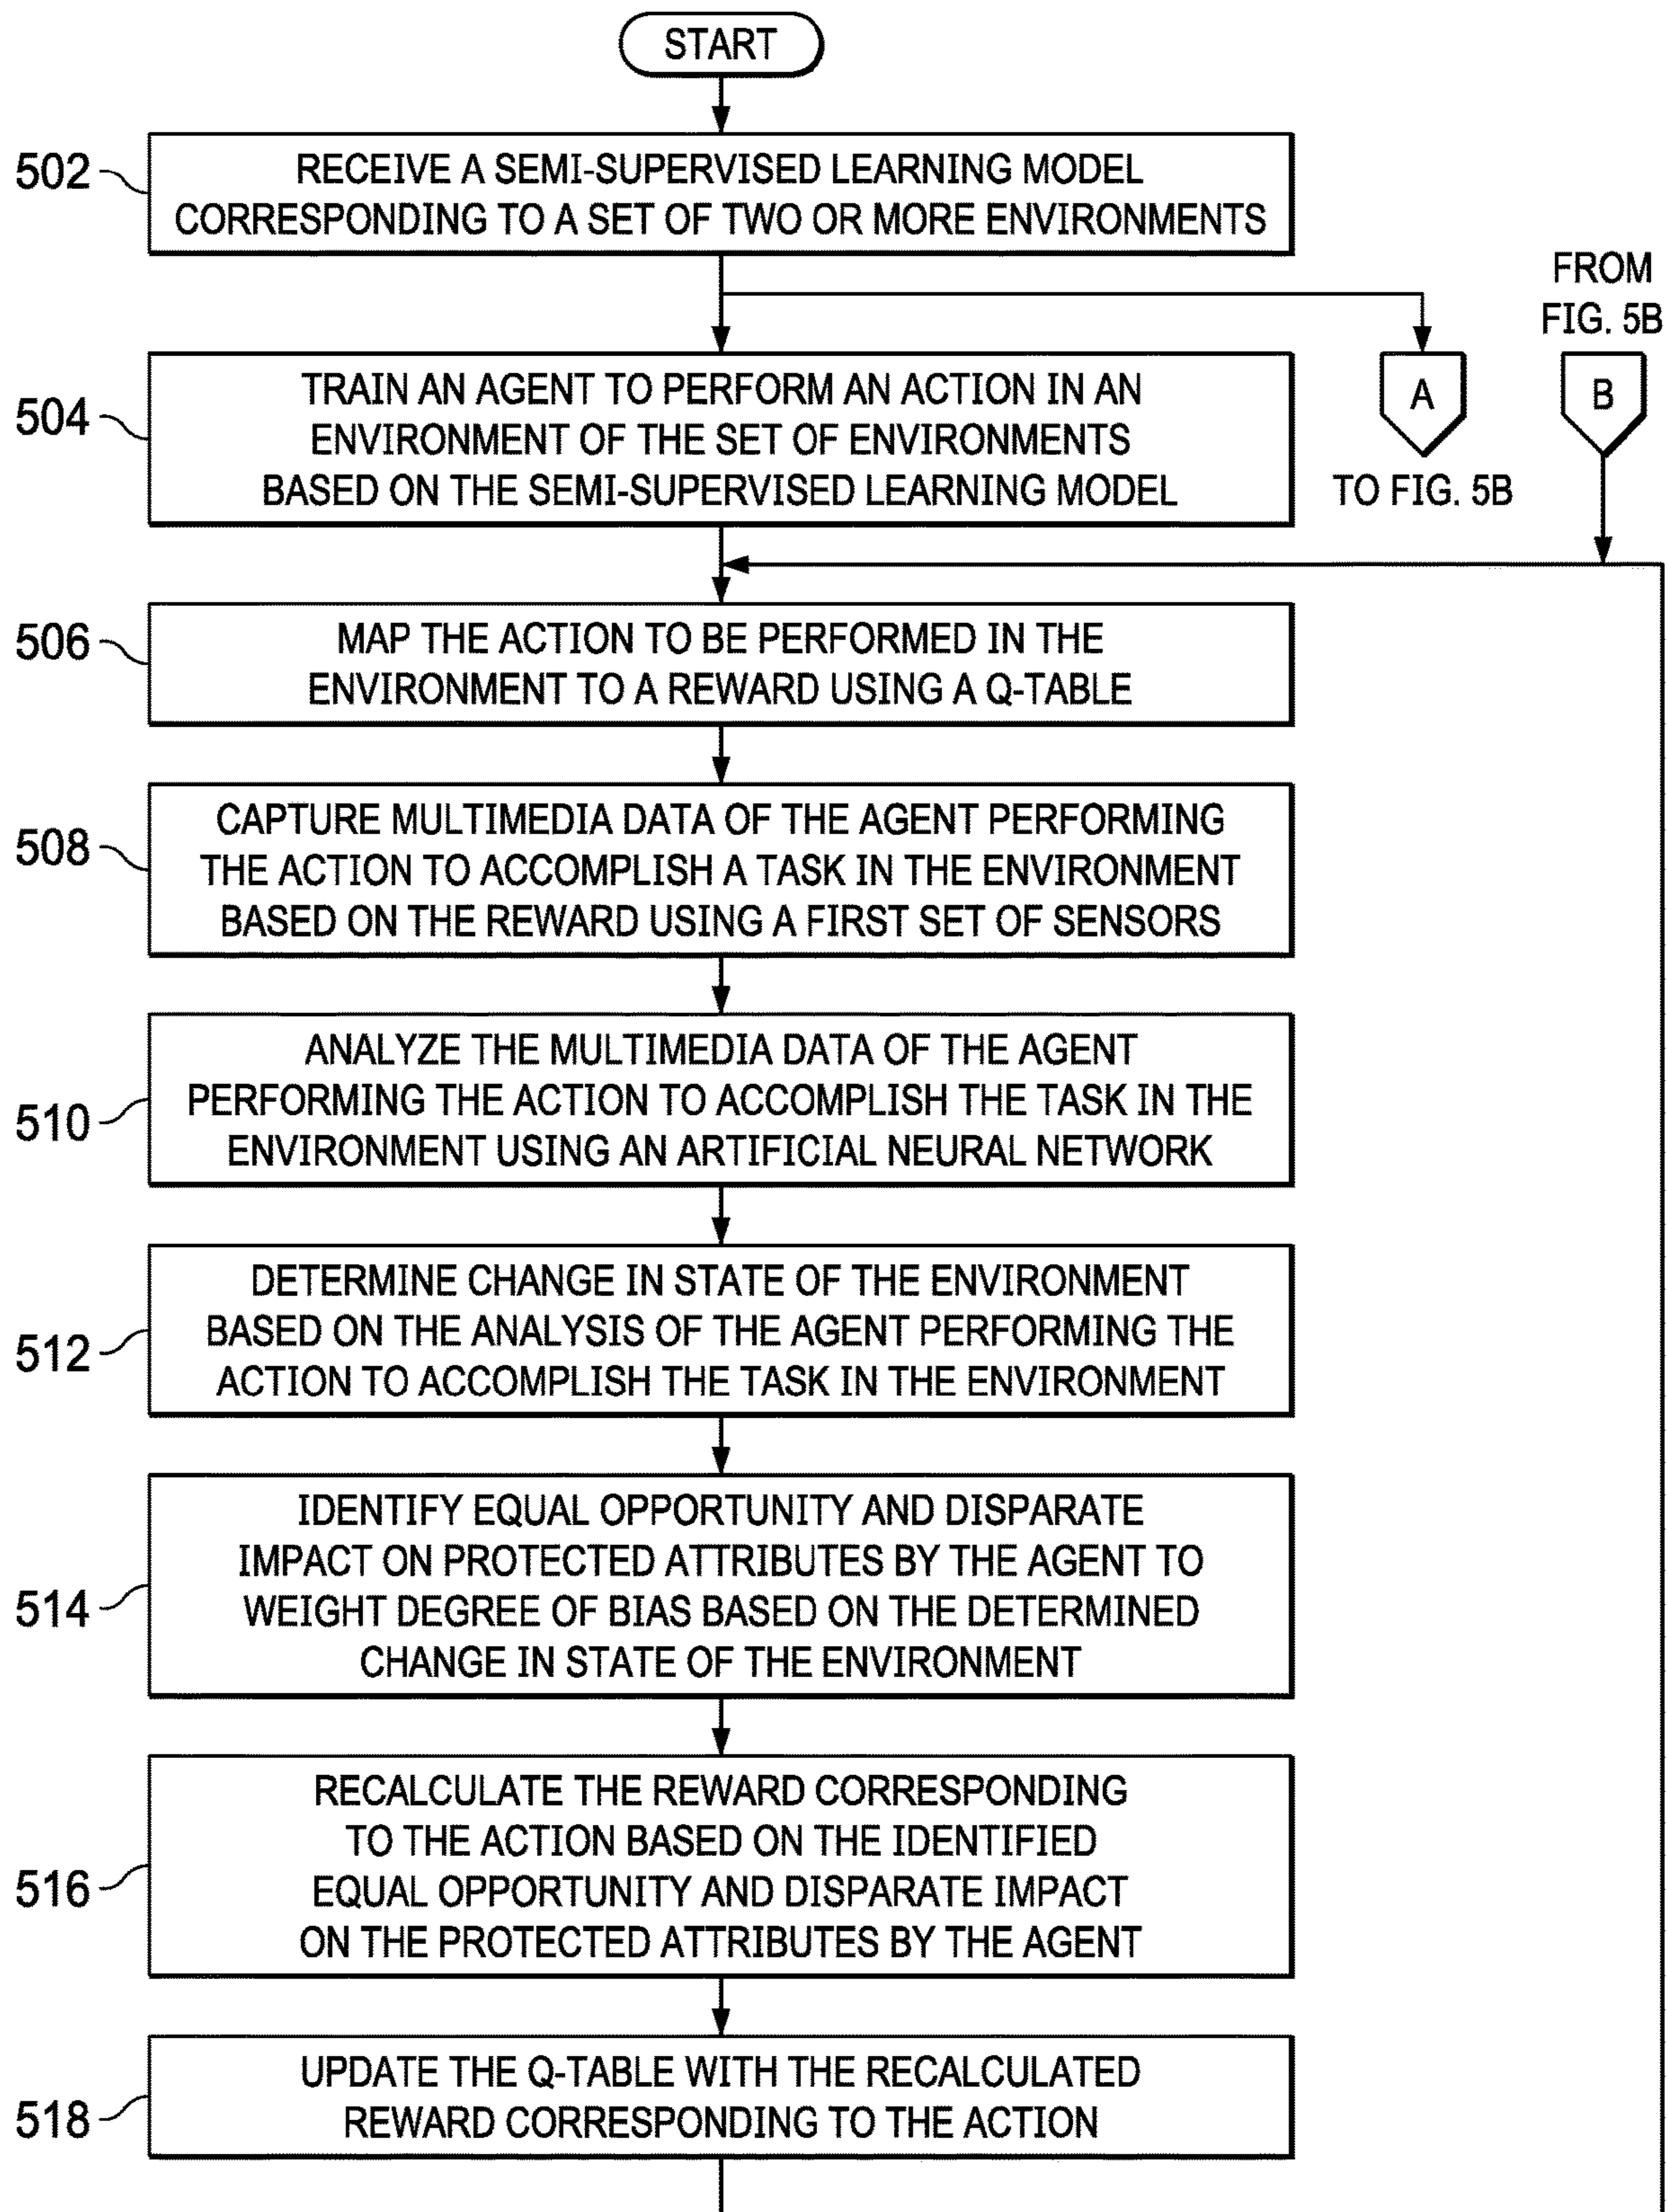 START
502
RECEIVE A SEMI-SUPERVISED LEARNING MODEL
CORRESPONDING TO A SET OF TWO OR MORE ENVIRONMENTS
FROM
FIG. 5B
504
TRAIN AN AGENT TO PERFORM AN ACTION IN AN
ENVIRONMENT OF THE SET OF ENVIRONMENTS
BASED ON THE SEMI-SUPERVISED LEARNING MODEL
A
TO FIG. 5B
B
506
MAP THE ACTION TO BE PERFORMED IN THE
ENVIRONMENT TO A REWARD USING A Q-TABLE
508
CAPTURE MULTIMEDIA DATA OF THE AGENT PERFORMING
THE ACTION TO ACCOMPLISH A TASK IN THE ENVIRONMENT
BASED ON THE REWARD USING A FIRST SET OF SENSORS
510
ANALYZE THE MULTIMEDIA DATA OF THE AGENT
PERFORMING THE ACTION TO ACCOMPLISH THE TASK IN THE
ENVIRONMENT USING AN ARTIFICIAL NEURAL NETWORK
512
DETERMINE CHANGE IN STATE OF THE ENVIRONMENT
BASED ON THE ANALYSIS OF THE AGENT PERFORMING THE
ACTION TO ACCOMPLISH THE TASK IN THE ENVIRONMENT
514
IDENTIFY EQUAL OPPORTUNITY AND DISPARATE
IMPACT ON PROTECTED ATTRIBUTES BY THE AGENT TO
WEIGHT DEGREE OF BIAS BASED ON THE DETERMINED
CHANGE IN STATE OF THE ENVIRONMENT
516
RECALCULATE THE REWARD CORRESPONDING
TO THE ACTION BASED ON THE IDENTIFIED
EQUAL OPPORTUNITY AND DISPARATE IMPACT
ON THE PROTECTED ATTRIBUTES BY THE AGENT
518
UPDATE THE Q-TABLE WITH THE RECALCULATED
REWARD CORRESPONDING TO THE ACTION